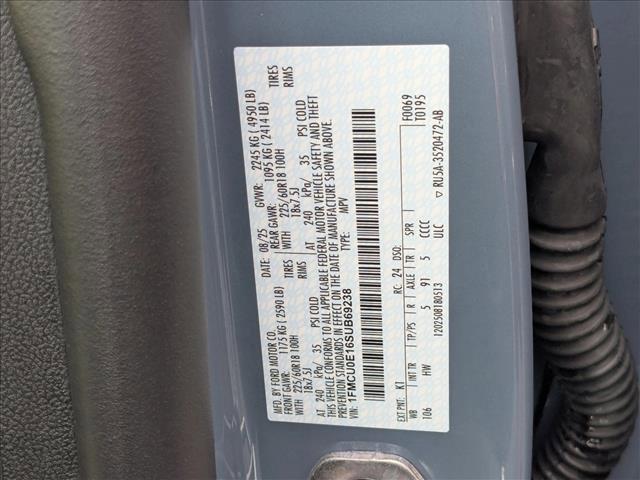 MFD. BY FORD MOTOR CO.
DATE: 08/25 GVWR: 2245 KG ( 4950 LB)
FRONT GAWR: 1175 KG ( 2590 LB) REAR GAWR: 1095 KG ( 2414 LB)
WITH 225/60R18 100H TIRES WITH 225/60R18 100H TIRES
18x7.5J RIMS 18x7.5J RIMS
AT 240 kPa/ 35 PSI COLD AT 240 kPa/ 35 PSI COLD
THIS VEHICLE CONFORMS TO ALL APPLICABLE FEDERAL MOTOR VEHICLE SAFETY AND THEFT
PREVENTION STANDARDS IN EFFECT ON THE DATE OF MANUFACTURE SHOWN ABOVE.
VIN: 1FMCU0E16SUB69238 TYPE: MPV
F0069
T0195
EXT PNT: K1 RC: 24 DSO:
WB INT TR TP/PS R AXLE TR SPR
106 HW 5 91 5 CCCC
ULC
1202508180513
▽ RU5A-3520472-AB